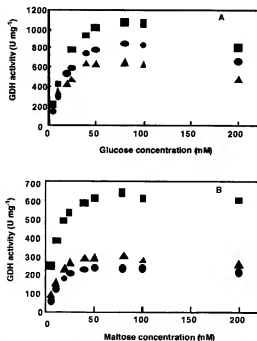 A
GDH activity (U mg⁻¹)
1200
1000
800
600
400
200
0
0 50 100 150 200
Glucose concentration (mM)
B
GDH activity (U mg⁻¹)
700
600
500
400
300
200
100
0
0 50 100 150 200
Maltose concentration (mM)